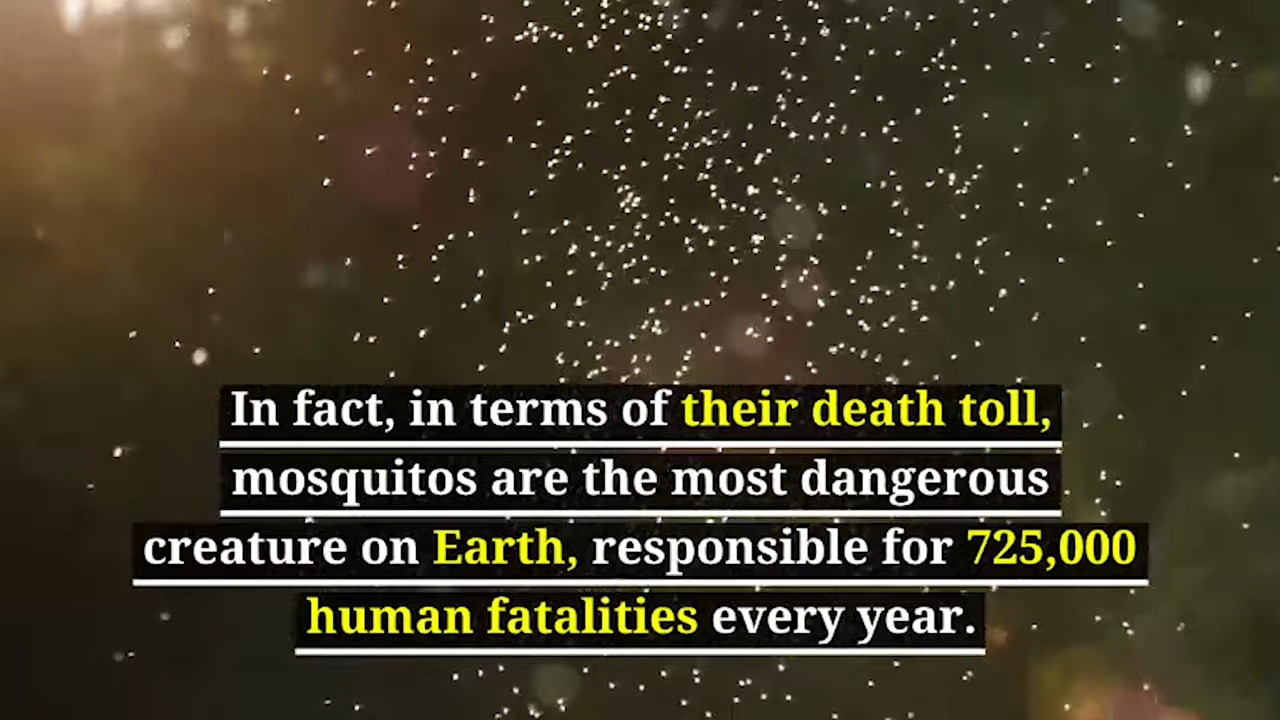 In fact, in terms of their death toll,
mosquitos are the most dangerous
creature on Earth, responsible for 725,000
human fatalities every year.